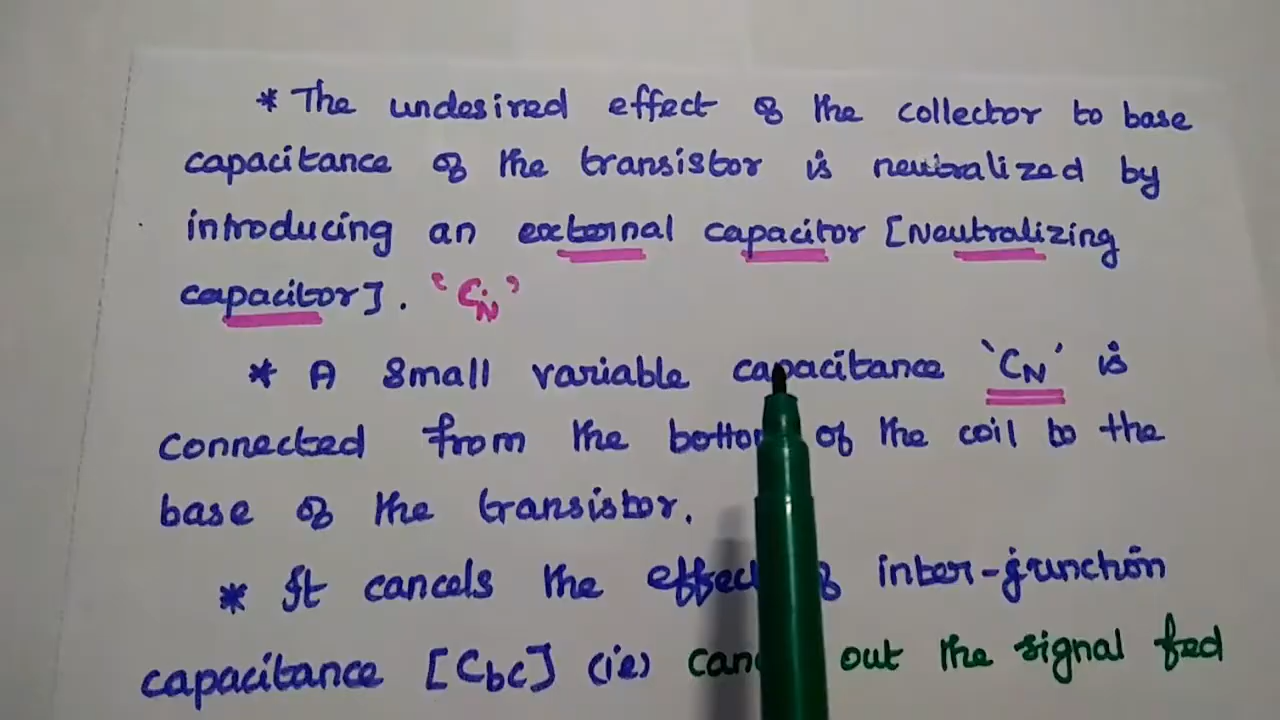 * The undesired effect of the collector to base
capacitance of the transistor is neutralized by
introducing an external capacitor [Neutralizing
capacitor]. 'CN'
* A small variable capacitance 'CN' is
connected from the of the coil to the
base of the transistor.
* It cancels the inter-junction
capacitance [Cbc] (ie) out the signal fed